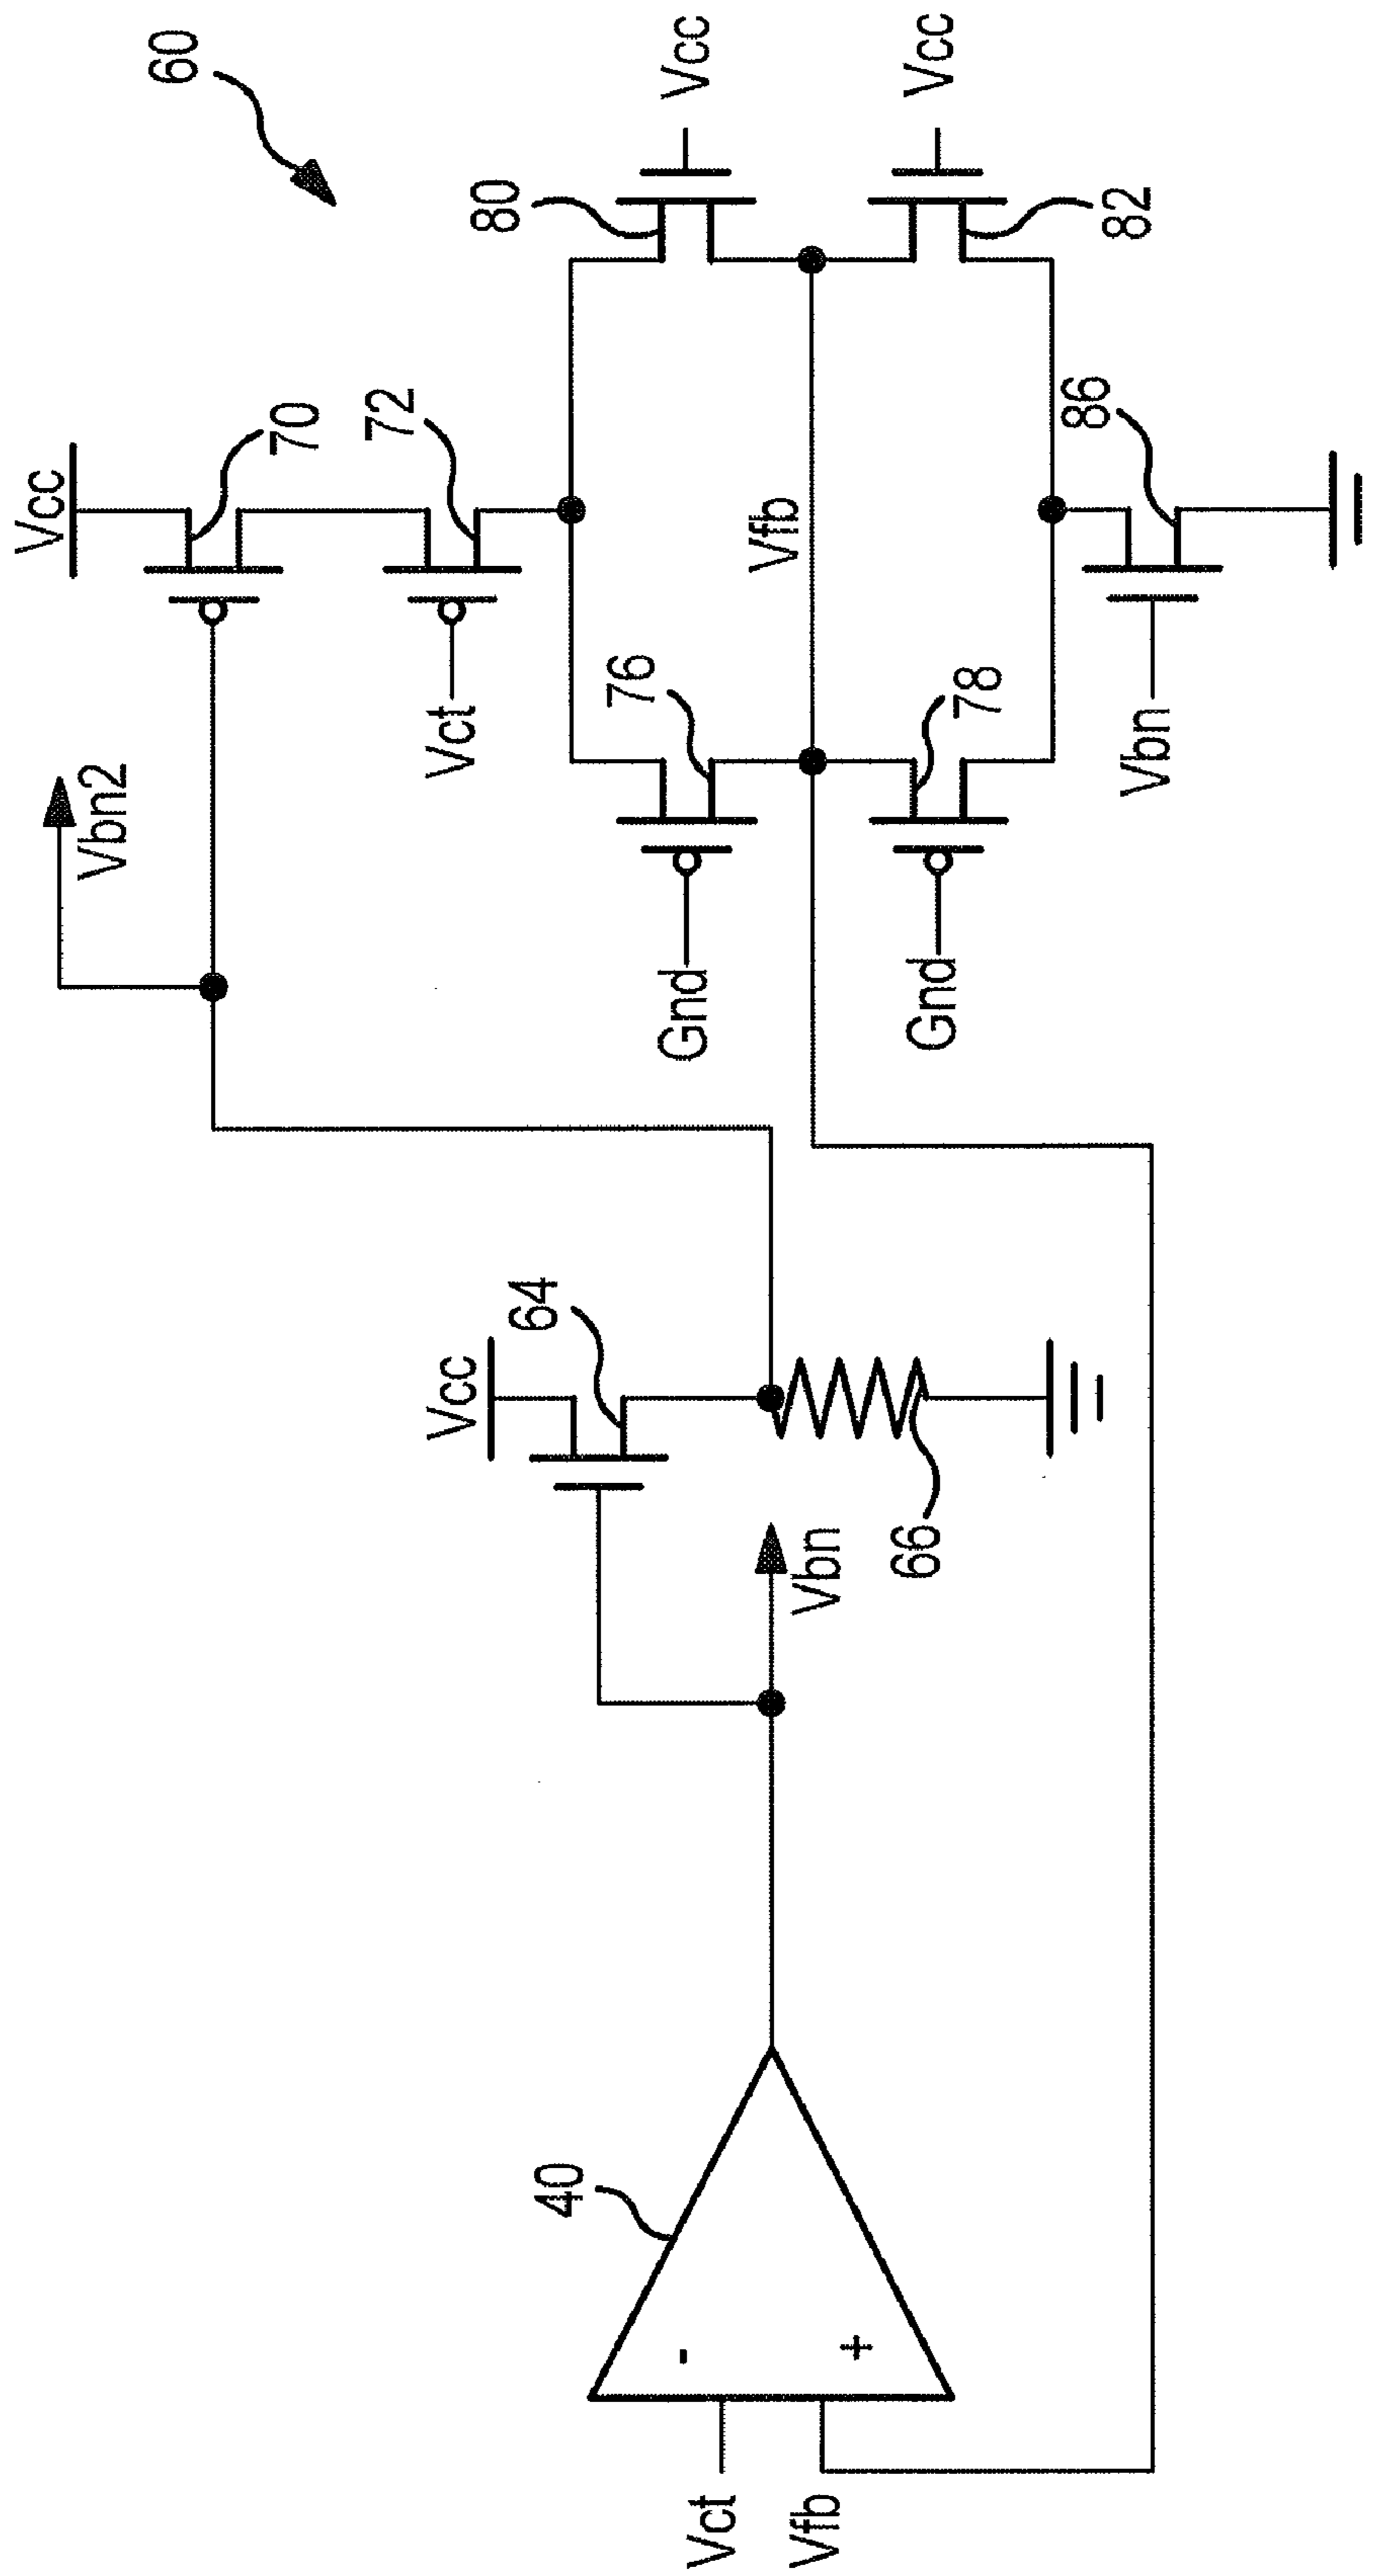 60
Vcc
70
Vbn2
72
Vct
80
Vcc
76
Gnd
Vfb
Vcc
82
78
Gnd
86
Vbn
Vcc
64
Vbn
66
40
-
+
Vct
Vfb